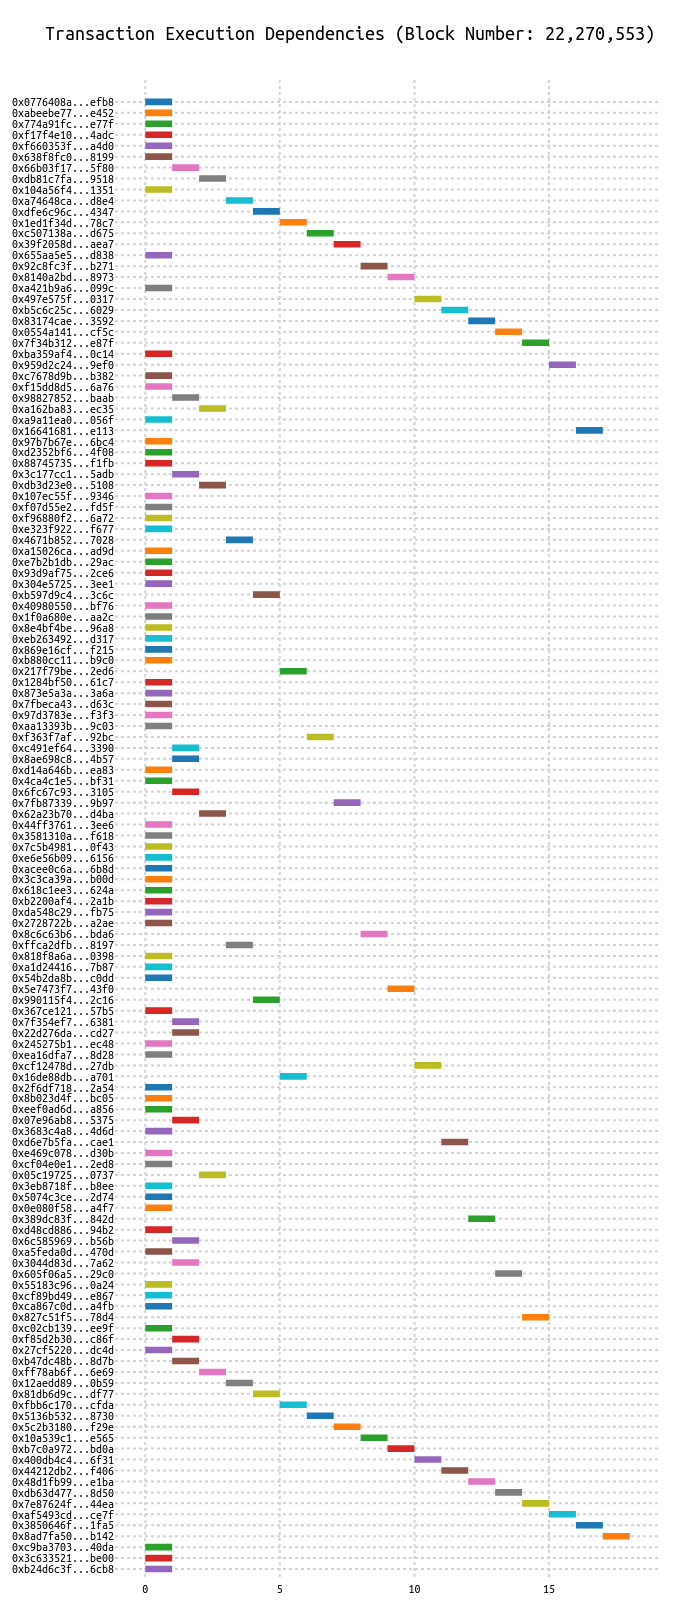 Transaction Execution Dependencies (Block Number: 22,270,553)
0x0776408a...efb8
0xabeebe77...e452
0x774a91fc...e77f
0xf17f4e10...4adc
0xf660353f...a4d0
0x638f8fc0...8199
0x66b03f17...5f80
0xdb81c7fa...9518
0x104a56f4...1351
0xa74648ca...d8e4
0xdfe6c96c...4347
0x1ed1f34d...78c7
0xc507138a...d675
0x39f2058d...aea7
0x655aa5e5...d838
0x92c8fc3f...b271
0x8140a2bd...8973
0xa421b9a6...099c
0x497e575f...0317
0xb5c6c25c...6029
0x83174cae...3592
0x0554a141...cf5c
0x7f34b312...e87f
0xba359af4...0c14
0x959d2c24...9ef0
0xc7678d9b...b382
0xf15dd8d5...6a76
0x98827852...baab
0xa162ba83...ec35
0xa9a11ea0...056f
0x16641681...e113
0x97b7b67e...6bc4
0xd2352bf6...4f08
0x88745735...f1fb
0x3c177cc1...5adb
0xdb3d23e0...5108
0x107ec55f...9346
0xf07d55e2...fd5f
0xf96880f2...6a72
0xe323f922...f677
0x4671b852...7028
0xa15026ca...ad9d
0xe7b2b1db...29ac
0x93d9af75...2ce6
0x304e5725...3ee1
0xb597d9c4...3c6c
0x40980550...bf76
0x1f0a680e...aa2c
0x8e4bf4be...96a8
0xeb263492...d317
0x869e16cf...f215
0xb880cc11...b9c0
0x217f79be...2ed6
0x1284bf50...61c7
0x873e5a3a...3a6a
0x7fbeca43...d63c
0x97d3783e...f3f3
0xaa13393b...9c03
0xf363f7af...92bc
0xc491ef64...3390
0x8ae698c8...4b57
0xd14a646b...ea83
0x4ca4c1e5...bf31
0x6fc67c93...3105
0x7fb87339...9b97
0x62a23b70...d4ba
0x44ff3761...3ee6
0x3581310a...f618
0x7c5b4981...0f43
0xe6e56b09...6156
0xacee0c6a...6b8d
0x3c3ca39a...b00d
0x618c1ee3...624a
0xb2200af4...2a1b
0xda548c29...fb75
0x2728722b...a2ae
0x8c6c63b6...bda6
0xffca2dfb...8197
0x818f8a6a...0398
0xa1d24416...7b87
0x54b2da8b...c0dd
0x5e7473f7...43f0
0x990115f4...2c16
0x367ce121...57b5
0x7f354ef7...6381
0x22d276da...cd27
0x245275b1...ec48
0xea16dfa7...8d28
0xcf12478d...27db
0x16de88db...a701
0x2f6df718...2a54
0x8b023d4f...bc05
0xeef0ad6d...a856
0x07e96ab8...5375
0x3683c4a8...4d6d
0xd6e7b5fa...cae1
0xe469c078...d30b
0xcf04e0e1...2ed8
0x05c19725...0737
0x3eb8718f...b8ee
0x5074c3ce...2d74
0x0e080f58...a4f7
0x389dc83f...842d
0xd48cd886...94b2
0x6c585969...b56b
0xa5feda0d...470d
0x3044d83d...7a62
0x605f06a5...29c0
0x55183c96...0a24
0xcf89bd49...e867
0xca867c0d...a4fb
0x827c51f5...78d4
0xc02cb139...ee9f
0xf85d2b30...c86f
0x27cf5220...dc4d
0xb47dc48b...8d7b
0xff78ab6f...6e69
0x12aedd89...0b59
0x81db6d9c...df77
0xfbb6c170...cfda
0x5136b532...8730
0x5c2b3180...f29e
0x10a539c1...e565
0xb7c0a972...bd0a
0x400db4c4...6f31
0x44212db2...f406
0x48d1fb99...e1ba
0xdb63d477...8d50
0x7e87624f...44ea
0xaf5493cd...ce7f
0x3850646f...1fa5
0x8ad7fa50...b142
0xc9ba3703...40da
0x3c633521...be00
0xb24d6c3f...6cb8
0 5 10 15